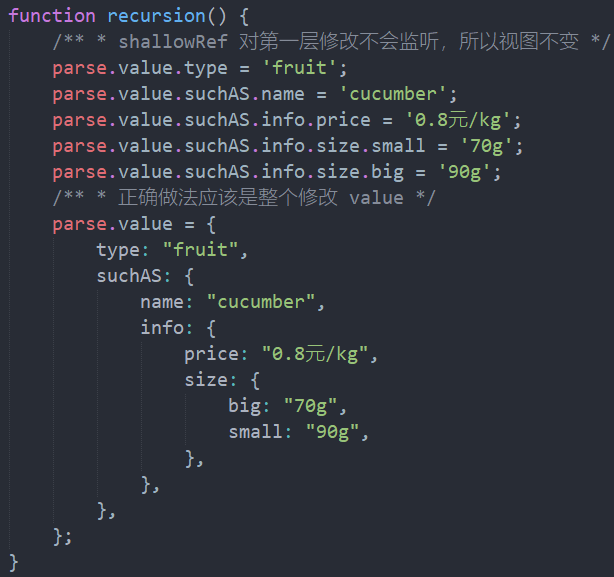 function recursion() {
    /** * shallowRef 对第一层修改不会监听，所以视图不变 */
    parse.value.type = 'fruit';
    parse.value.suchAS.name = 'cucumber';
    parse.value.suchAS.info.price = '0.8元/kg';
    parse.value.suchAS.info.size.small = '70g';
    parse.value.suchAS.info.size.big = '90g';
    /** * 正确做法应该是整个修改 value */
    parse.value = {
        type: "fruit",
        suchAS: {
            name: "cucumber",
            info: {
                price: "0.8元/kg",
                size: {
                    big: "70g",
                    small: "90g",
                },
            },
        },
    };
}